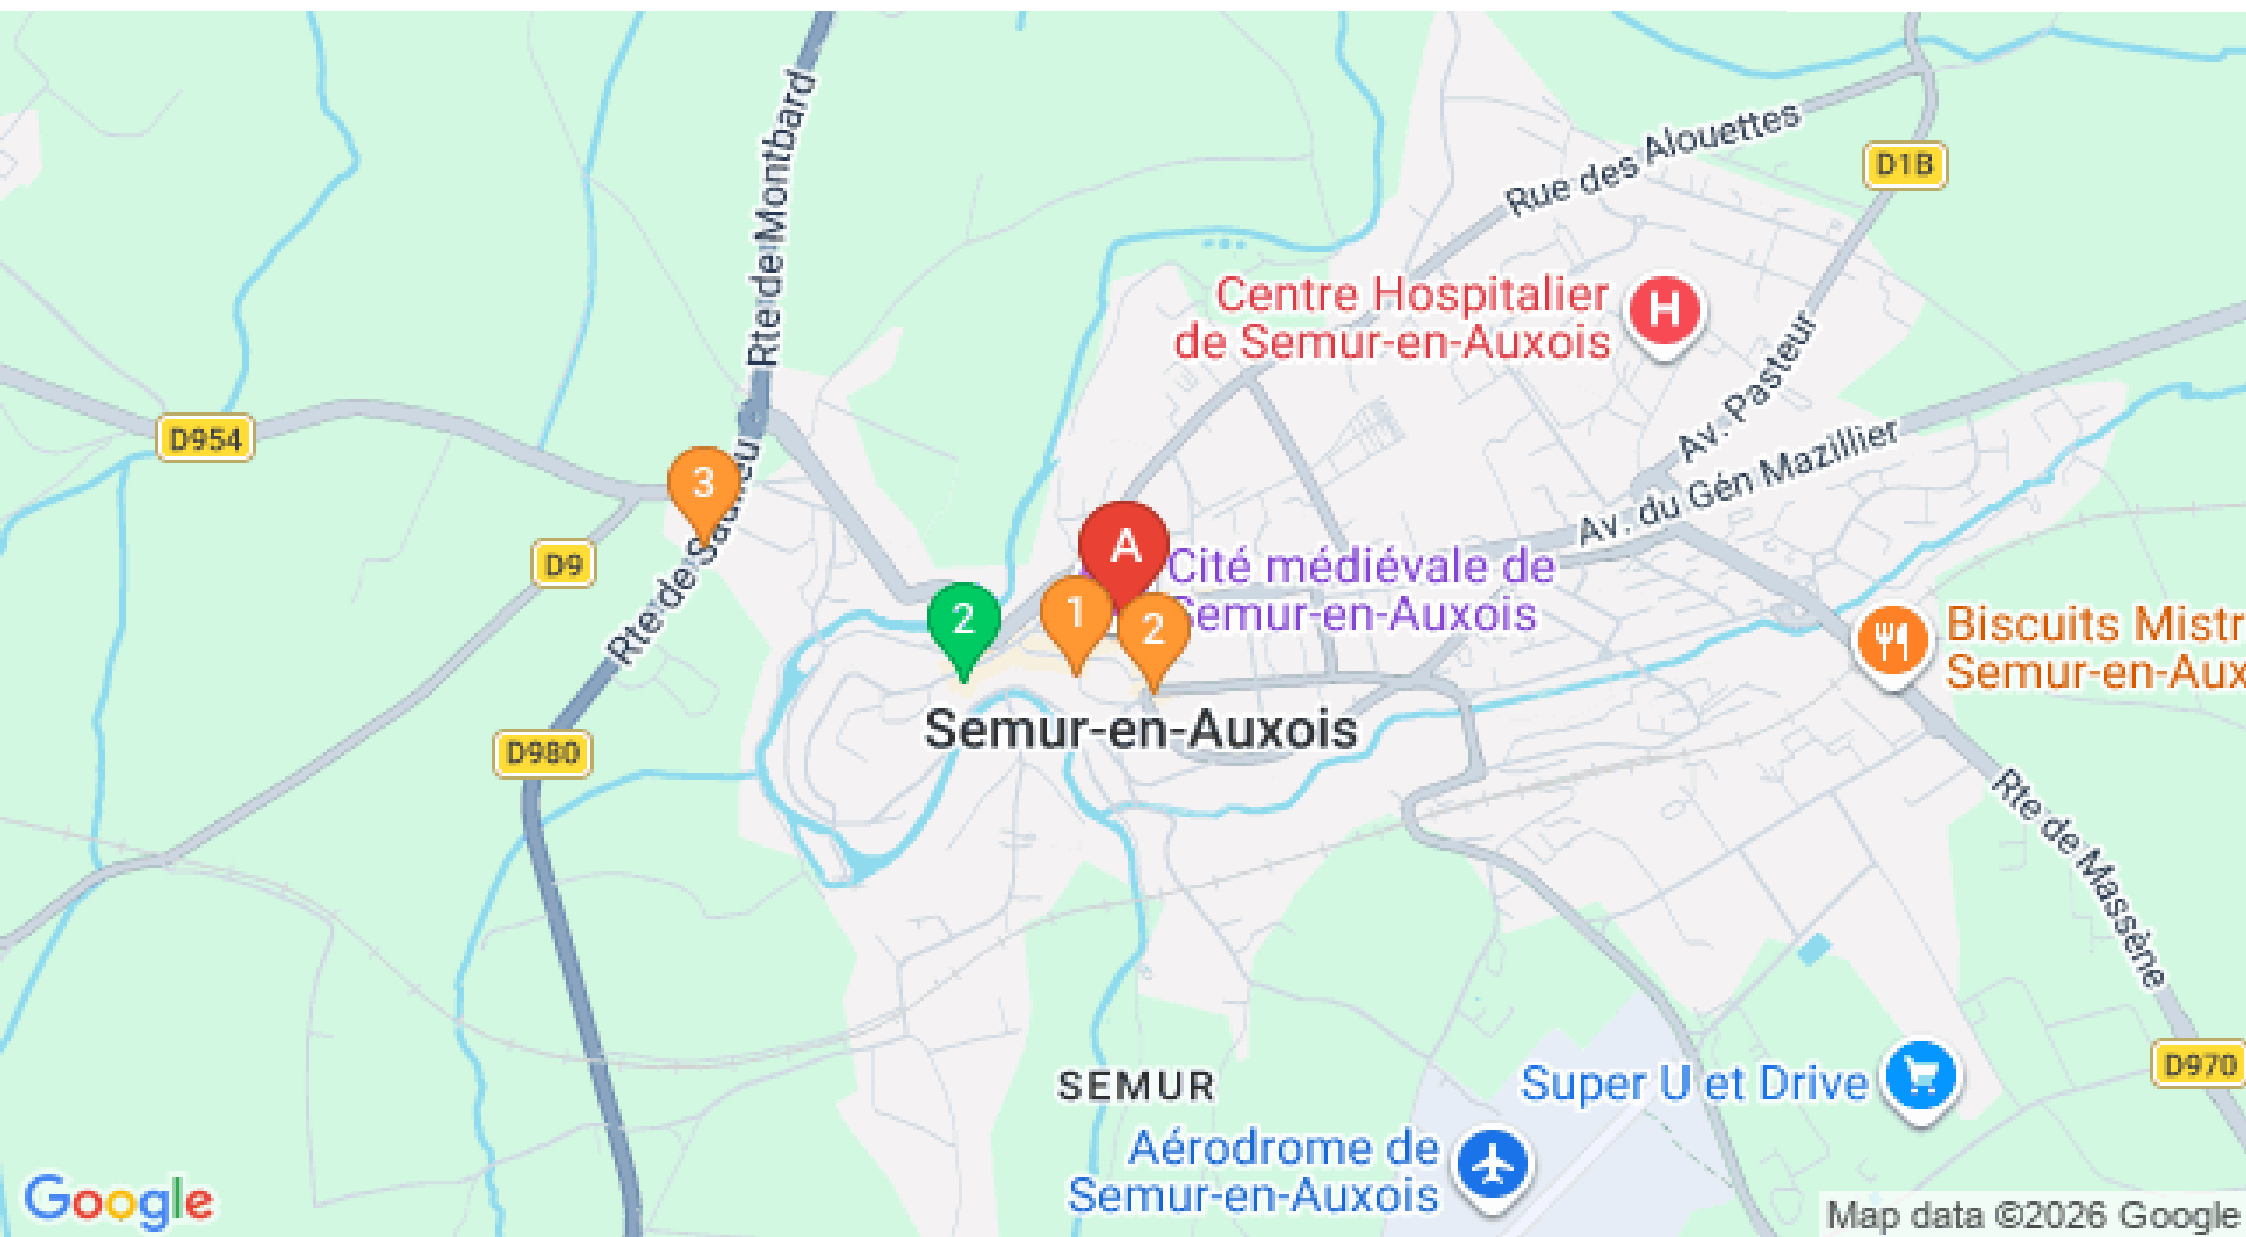 Rte de Montbard
Rue des Alouettes
D1B
Centre Hospitalier
de Semur-en-Auxois
H
Av. Pasteur
D954
Av. du Gén Mazillier
3
Rte de Saulieu
D9
A
Cité médiévale de
Semur-en-Auxois
2
1
2
Biscuits Mistr
Semur-en-Aux
Semur-en-Auxois
D980
Rte de Massène
D970
SEMUR
Super U et Drive
Aérodrome de
Semur-en-Auxois
Google
Map data ©2026 Google